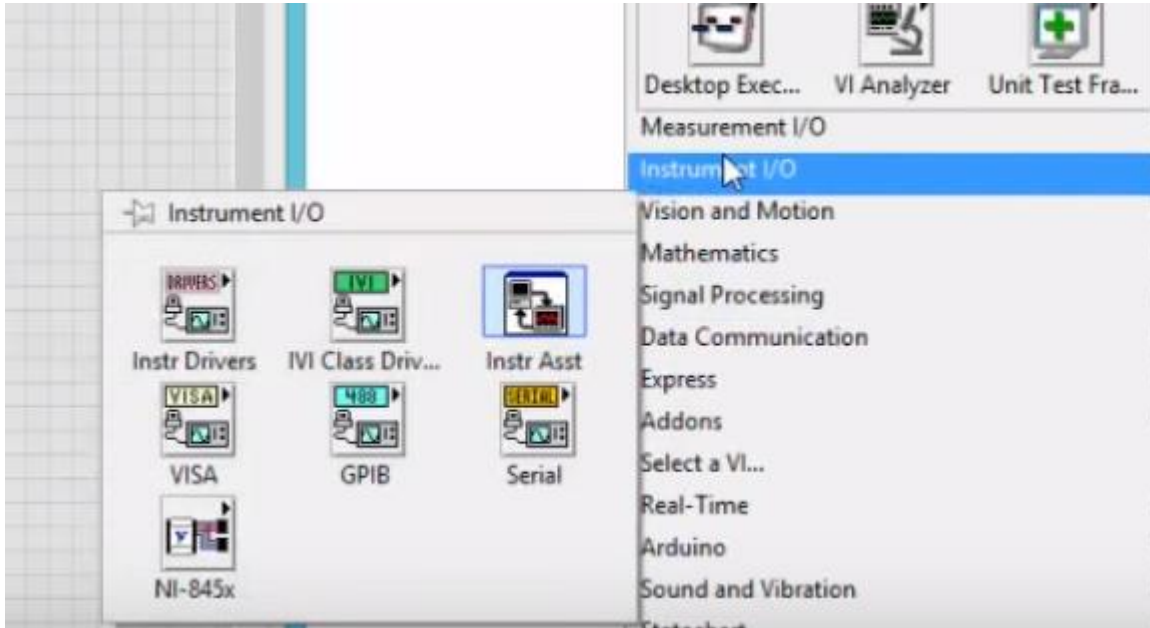 Desktop Exec... VI Analyzer Unit Test Fra...
Measurement I/O
Instrument I/O
Vision and Motion
Mathematics
Signal Processing
Data Communication
Express
Addons
Select a VI...
Real-Time
Arduino
Sound and Vibration
Instrument I/O
DRIVERS IVI
Instr Drivers IVI Class Driv... Instr Asst
VISA 488 SERIAL
VISA GPIB Serial
NI-845x